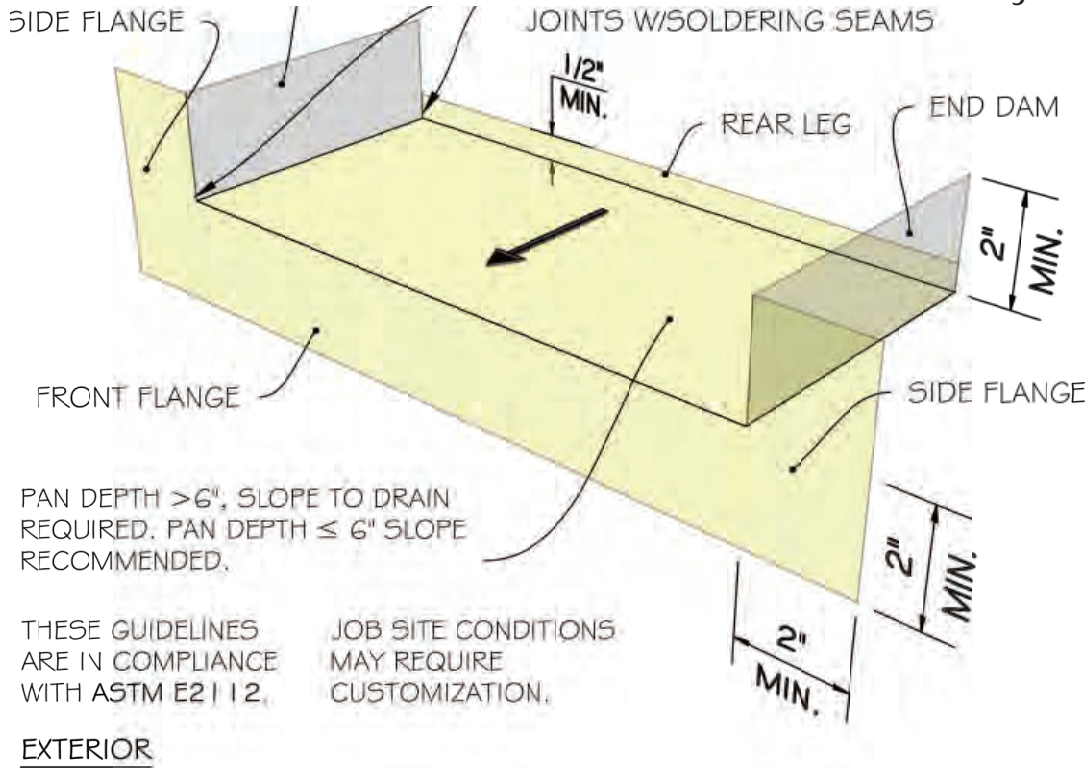 SIDE FLANGE
JOINTS W/SOLDERING SEAMS
1/2"
MIN.
REAR LEG
END DAM
2"
MIN.
FRONT FLANGE
SIDE FLANGE
PAN DEPTH >6", SLOPE TO DRAIN
REQUIRED. PAN DEPTH ≤ 6" SLOPE
RECOMMENDED.
2"
MIN.
2"
MIN.
THESE GUIDELINES
ARE IN COMPLIANCE
WITH ASTM E2112.
JOB SITE CONDITIONS
MAY REQUIRE
CUSTOMIZATION.
EXTERIOR